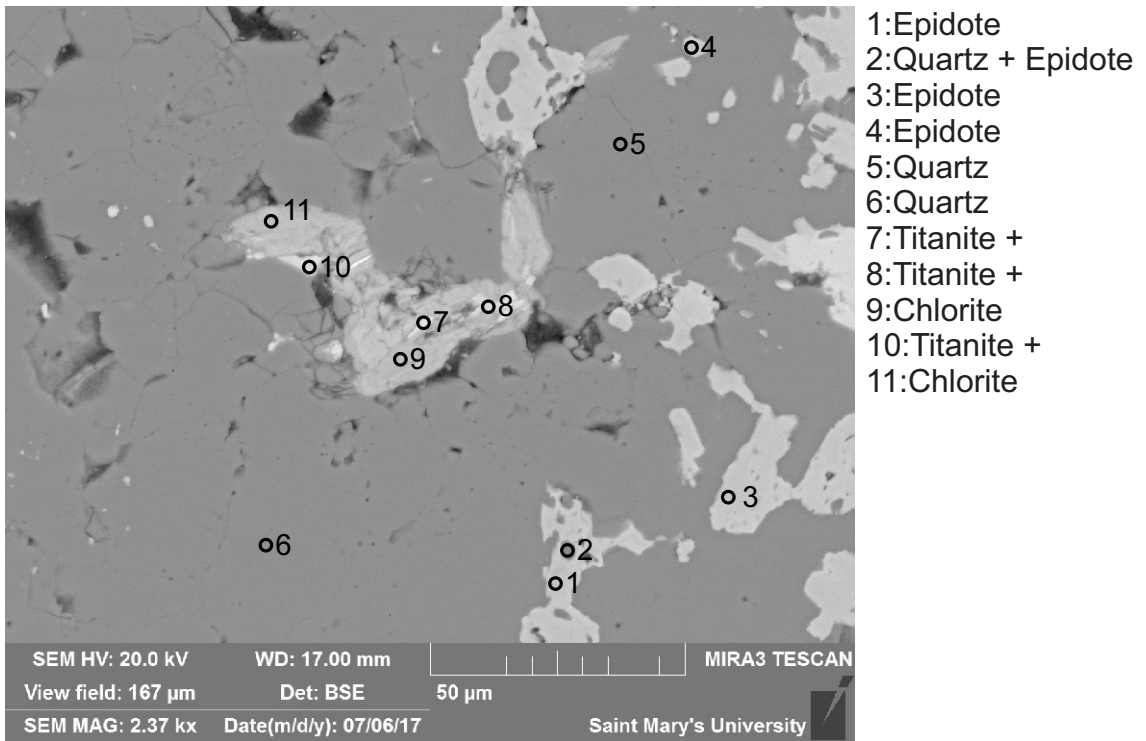 1:Epidote
2:Quartz + Epidote
3:Epidote
4:Epidote
5:Quartz
6:Quartz
7:Titanite +
8:Titanite +
9:Chlorite
10:Titanite +
11:Chlorite
4
5
11
10
8
7
9
3
6
2
1
SEM HV: 20.0 kV WD: 17.00 mm MIRA3 TESCAN
View field: 167 µm Det: BSE 50 µm
SEM MAG: 2.37 kx Date(m/d/y): 07/06/17 Saint Mary's University